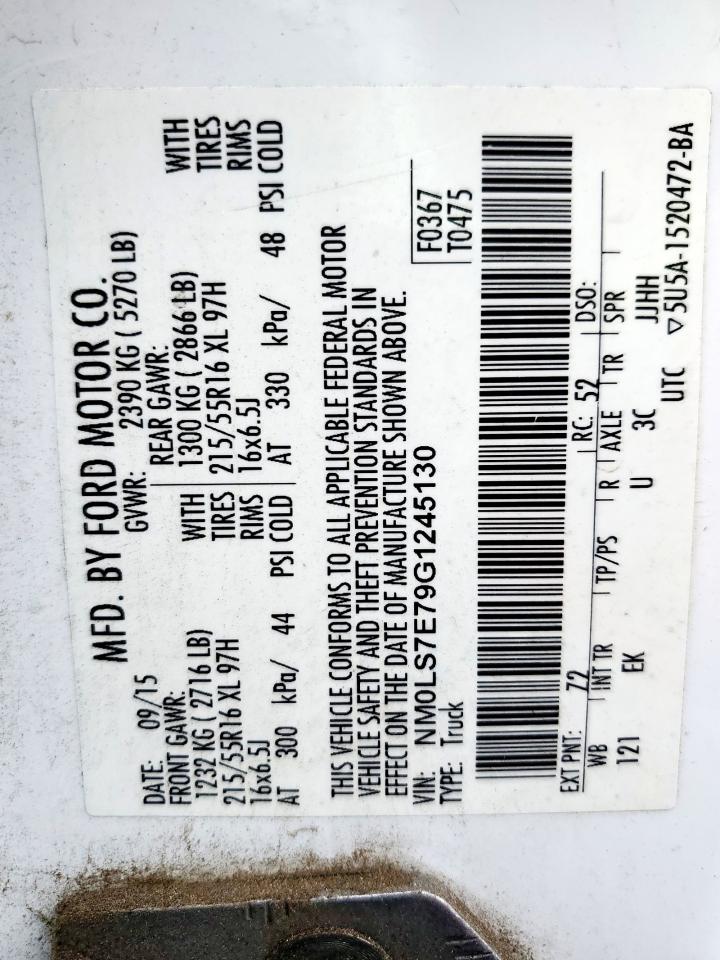 MFD. BY FORD MOTOR CO.
DATE: 09/15 GVWR: 2390 KG ( 5270 LB)
FRONT GAWR: REAR GAWR:
1232 KG ( 2716 LB) WITH 1300 KG ( 2866 LB) WITH
215/55R16 XL 97H TIRES 215/55R16 XL 97H TIRES
16x6.5J RIMS 16x6.5J RIMS
AT 300 kPa/ 44 PSI COLD AT 330 kPa/ 48 PSI COLD
THIS VEHICLE CONFORMS TO ALL APPLICABLE FEDERAL MOTOR
VEHICLE SAFETY AND THEFT PREVENTION STANDARDS IN
EFFECT ON THE DATE OF MANUFACTURE SHOWN ABOVE.
VIN: NM0LS7E79G1245130 F0367
TYPE: Truck T0475
EXT PNT: 7Z RC: 52 DSO:
WB INT TR TP/PS R AXLE TR SPR
121 EK U 3C JJHH
UTC ▽5U5A-1520472-BA